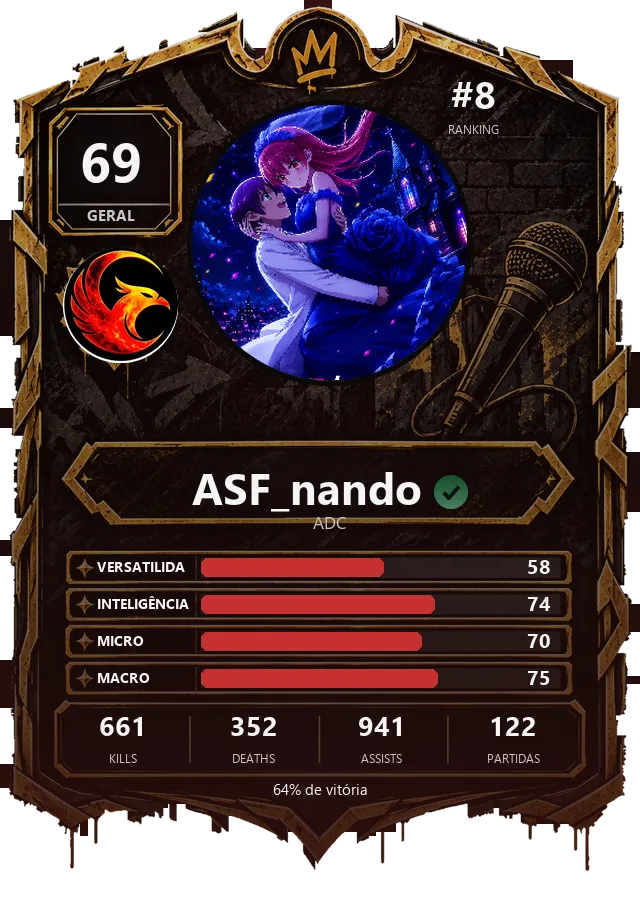 #8
RANKING
69
GERAL
ASF_nando
ADC
VERSATILIDA 58
INTELIGÊNCIA 74
MICRO 70
MACRO 75
661 352 941 122
KILLS DEATHS ASSISTS PARTIDAS
64% de vitória